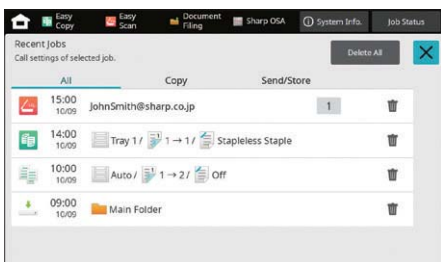 Easy Copy
Easy Scan
Document Filing
Sharp OSA
System Info.
Job Status
Recent Jobs
Call settings of selected job.
Delete All
All
Copy
Send/Store
15:00
10/09
JohnSmith@sharp.co.jp
1
14:00
10/09
Tray 1 / 1 → 1 / Stapleless Staple
10:00
10/09
Auto / 1 → 2 / Off
09:00
10/09
Main Folder